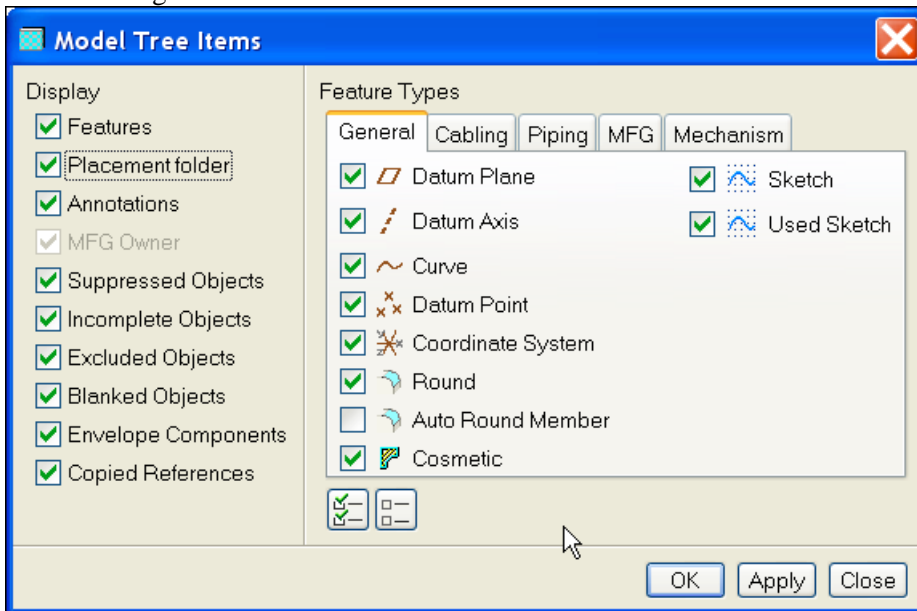 Model Tree Items
Display
Features
Placement folder
Annotations
MFG Owner
Suppressed Objects
Incomplete Objects
Excluded Objects
Blanked Objects
Envelope Components
Copied References
Feature Types
General Cabling Piping MFG Mechanism
Datum Plane
Datum Axis
Curve
Datum Point
Coordinate System
Round
Auto Round Member
Cosmetic
Sketch
Used Sketch
OK Apply Close